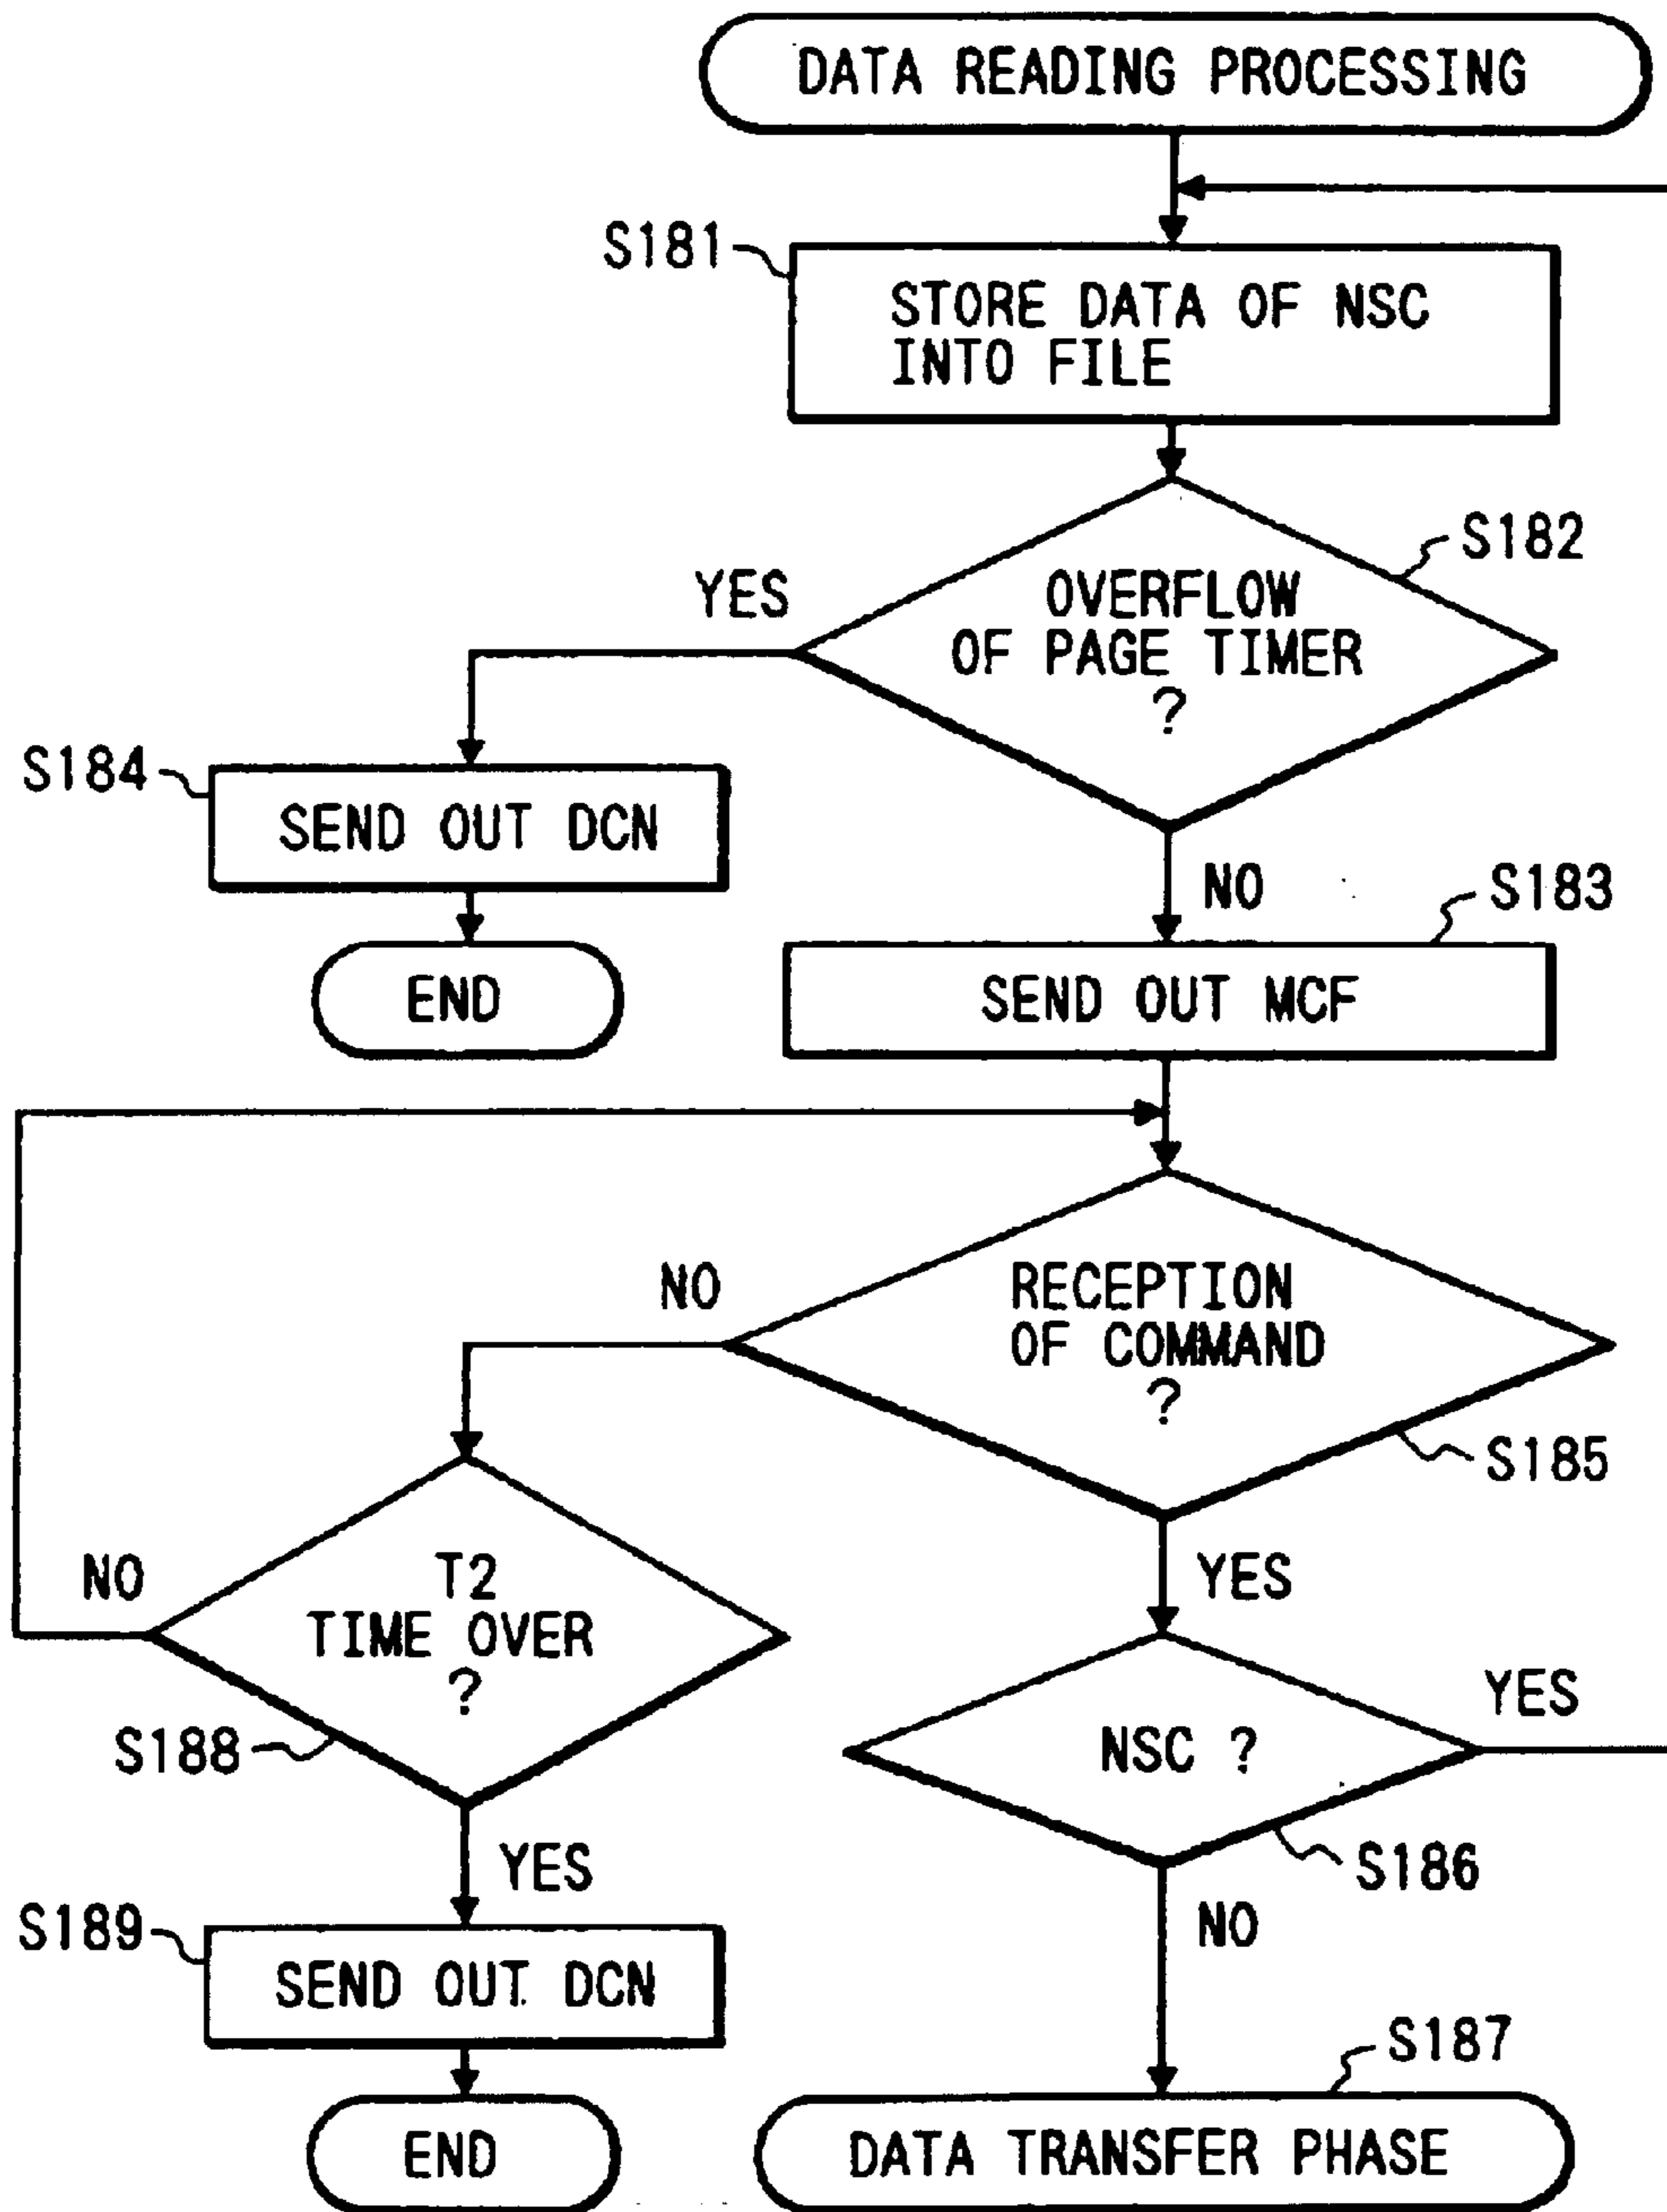 DATA READING PROCESSING
S181
STORE DATA OF NSC
INTO FILE
S182
YES
OVERFLOW
OF PAGE TIMER
?
S184
SEND OUT DCN
NO
S183
END
SEND OUT MCF
NO
RECEPTION
OF COMMAND
?
S185
NO
T2
TIME OVER
?
YES
S188
YES
NSC ?
S186
YES
NO
S189
SEND OUT DCN
S187
END
DATA TRANSFER PHASE